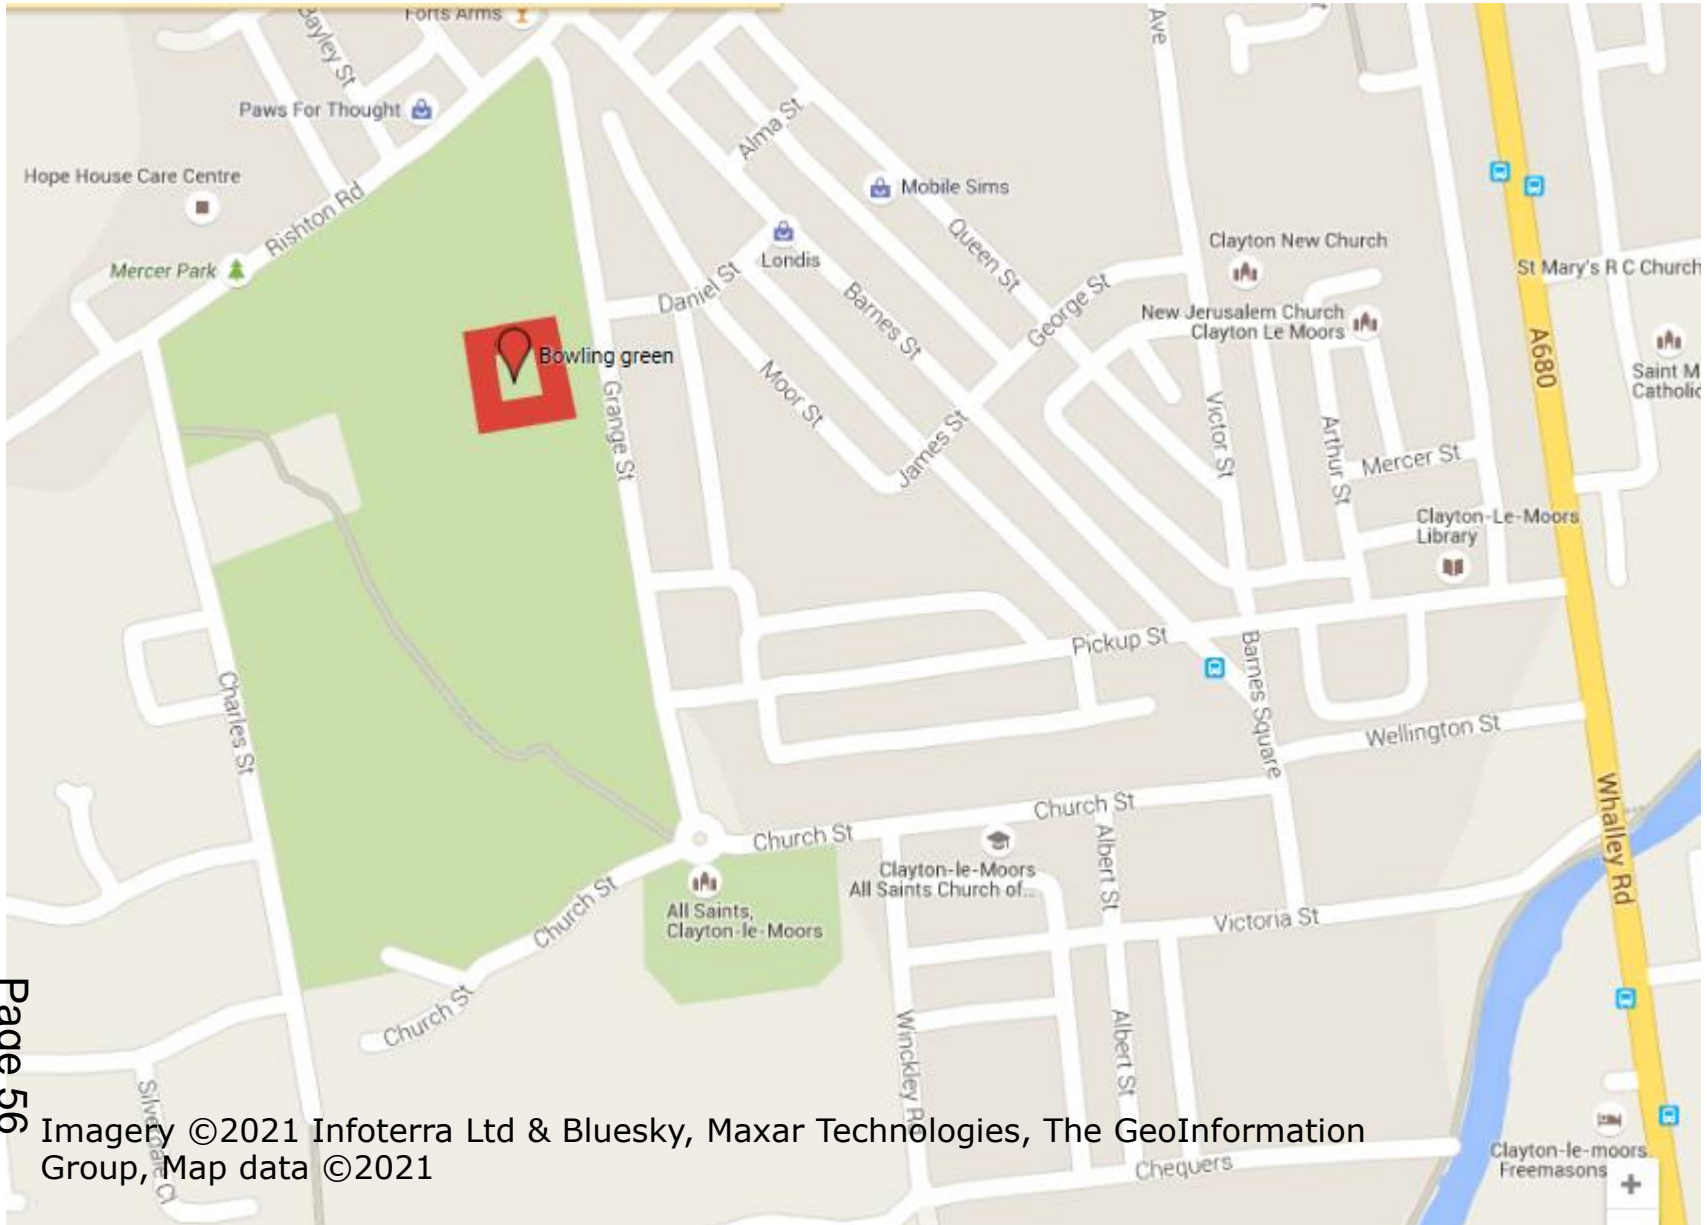 Forts Arms
Bayley St
Ave
Paws For Thought
Alma St
Hope House Care Centre
Mobile Sims
Rishton Rd
Queen St
Clayton New Church
Mercer Park
Londis
St Mary's R C Church
Daniel St
George St
Barnes St
New Jerusalem Church
Clayton Le Moors
A680
Bowling green
Moor St
Saint M
Catholic
Grange St
Victor St
James St
Arthur St
Mercer St
Clayton-Le-Moors
Library
Pickup St
Barnes Square
Charles St
Wellington St
Whalley Rd
Church St
Church St
Albert St
Clayton-le-Moors
All Saints Church of...
Church St
All Saints,
Clayton-le-Moors
Victoria St
Church St
Winckley Rd
Albert St
Page 56
Silverdale Cl
Imagery ©2021 Infoterra Ltd & Bluesky, Maxar Technologies, The GeoInformation
Group, Map data ©2021
Chequers
Clayton-le-moors
Freemasons
+